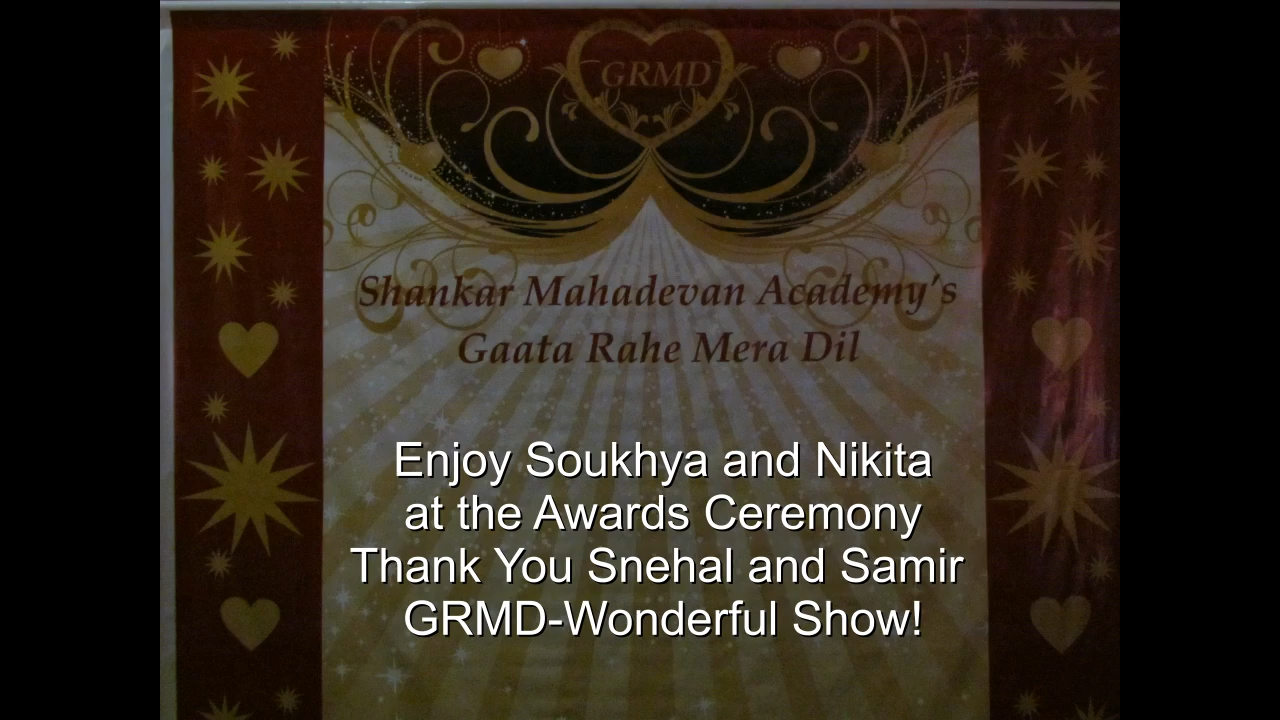 GRMD
Shankar Mahadevan Academy's
Gaata Rahe Mera Dil
Enjoy Soukhya and Nikita
at the Awards Ceremony
Thank You Snehal and Samir
GRMD-Wonderful Show!